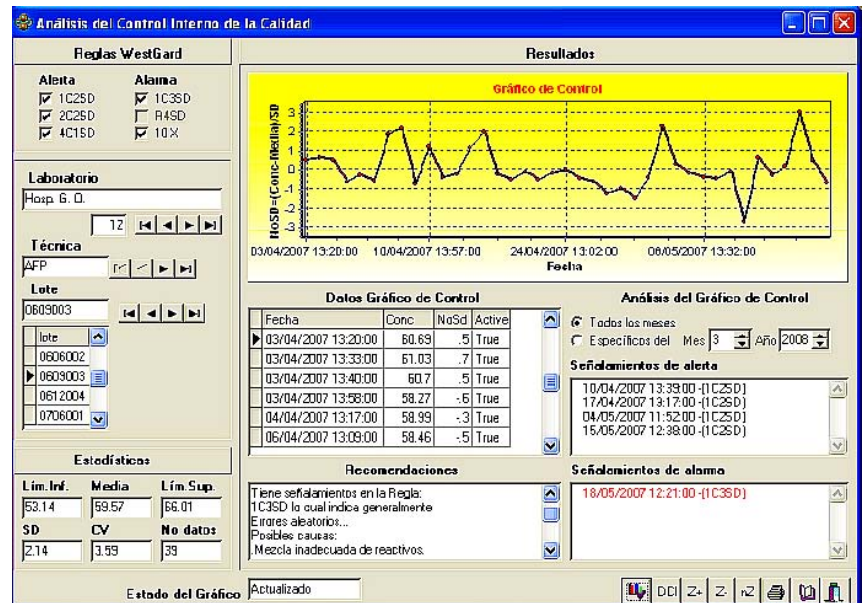 Análisis del Control Interno de la Calidad
Reglas WestGard
Alerta
Alarma
1C2SD
1C3SD
2C2SD
R4SD
4C1SD
10X
Laboratorio
Hosp. G. O.
12
Técnica
AFP
Lote
0609003
lote
0606002
0609003
0612004
0706001
Estadísticas
Lím.Inf.
Media
Lím.Sup.
53.14
59.57
66.01
SD
CV
No datos
2.14
3.59
39
Resultados
Gráfico de Control
NoSD=(Conc-Media)/SD
3
2
1
0
-1
-2
-3
03/04/2007 13:20:00
10/04/2007 13:57:00
24/04/2007 13:02:00
08/05/2007 13:32:00
Fecha
Datos Gráfico de Control
Fecha Conc NoSd Active
03/04/2007 13:20:00 60.69 .5 True
03/04/2007 13:33:00 61.03 .7 True
03/04/2007 13:40:00 60.7 .5 True
03/04/2007 13:58:00 58.27 -.6 True
04/04/2007 13:17:00 58.99 -.3 True
06/04/2007 13:09:00 58.46 -.5 True
Análisis del Gráfico de Control
Todos los meses
Específicos del Mes 3 Año 2008
Señalamientos de alerta
10/04/2007 13:39:00 -(1C2SD)
17/04/2007 13:17:00 -(1C2SD)
04/05/2007 11:52:00 -(1C2SD)
15/05/2007 12:38:00 -(1C2SD)
Recomendaciones
Tiene señalamientos en la Regla:
1C3SD lo cual indica generalmente
Errores aleatorios...
Posibles causas:
.Mezcla inadecuada de reactivos.
Señalamientos de alarma
18/05/2007 12:21:00 -(1C3SD)
Estado del Gráfico
Actualizado
DCI
Z+
Z-
nZ